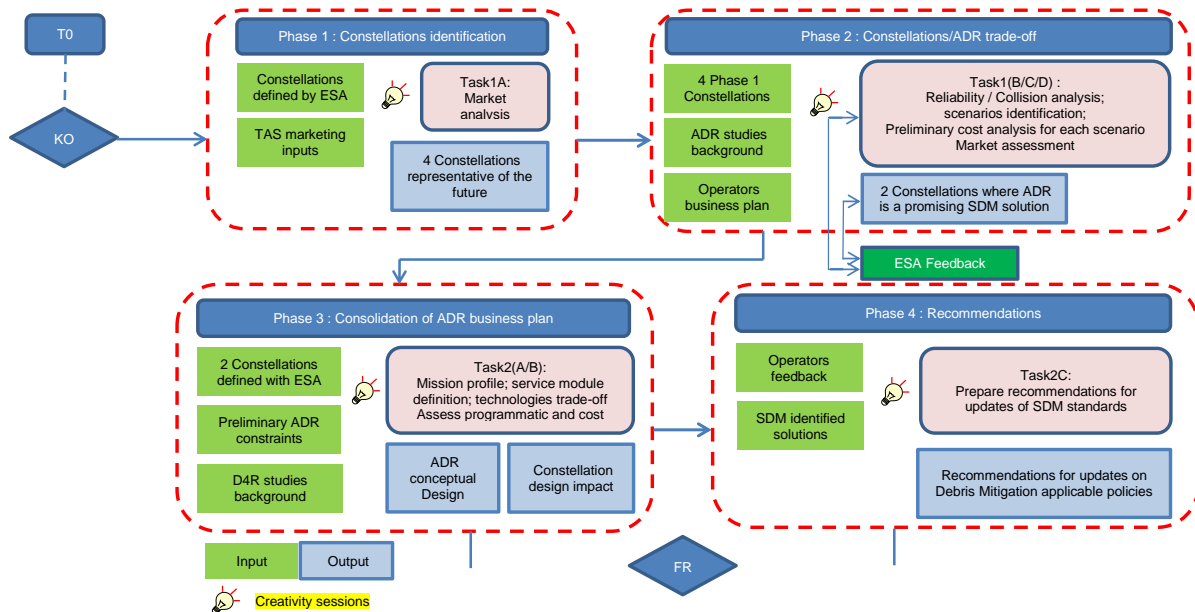 T0
KO
Phase 1 : Constellations identification
Constellations
defined by ESA
TAS marketing
inputs
Task1A:
Market
analysis
4 Constellations
representative of the
future
Phase 2 : Constellations/ADR trade-off
4 Phase 1
Constellations
ADR studies
background
Operators
business plan
Task1(B/C/D) :
Reliability / Collision analysis;
scenarios identification;
Preliminary cost analysis for each scenario
Market assessment
2 Constellations where ADR
is a promising SDM solution
ESA Feedback
Phase 3 : Consolidation of ADR business plan
2 Constellations
defined with ESA
Preliminary ADR
constraints
D4R studies
background
Task2(A/B):
Mission profile; service module
definition; technologies trade-off
Assess programmatic and cost
ADR
conceptual
Design
Constellation
design impact
Phase 4 : Recommendations
Operators
feedback
SDM identified
solutions
Task2C:
Prepare recommendations for
updates of SDM standards
Recommendations for updates on
Debris Mitigation applicable policies
Input
Output
Creativity sessions
FR